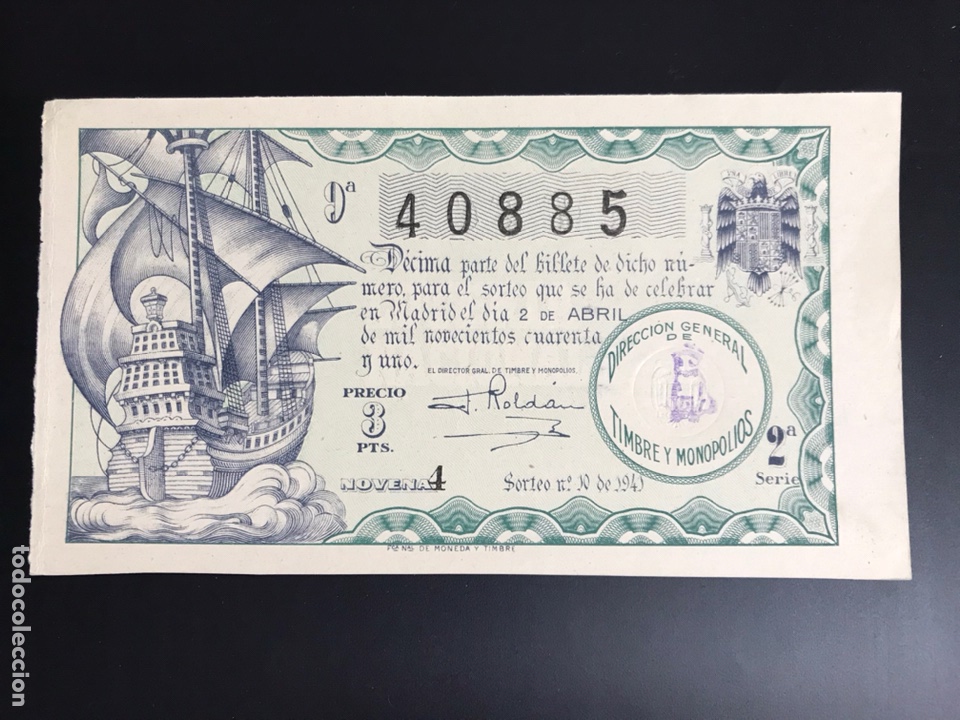 9ª
40885
UNA
Décima parte del billete de dicho nú-
mero, para el sorteo que se ha de celebrar
en Madrid el día 2 DE ABRIL
de mil novecientos cuarenta
y uno.
EL DIRECTOR GRAL. DE TIMBRE Y MONOPOLIOS,
J. Roldán
PRECIO
3
PTS.
DIRECCIÓN GENERAL
DE
TIMBRE Y MONOPOLIOS
2ª
Serie
NOVENA 4
Sorteo nº 10 de 1941
Fca Nal DE MONEDA Y TIMBRE
todocoleccion